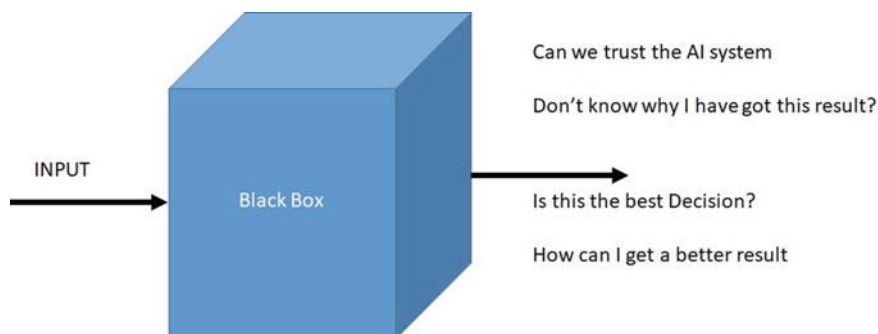 Can we trust the AI system
Don't know why I have got this result?
INPUT
Black Box
Is this the best Decision?
How can I get a better result